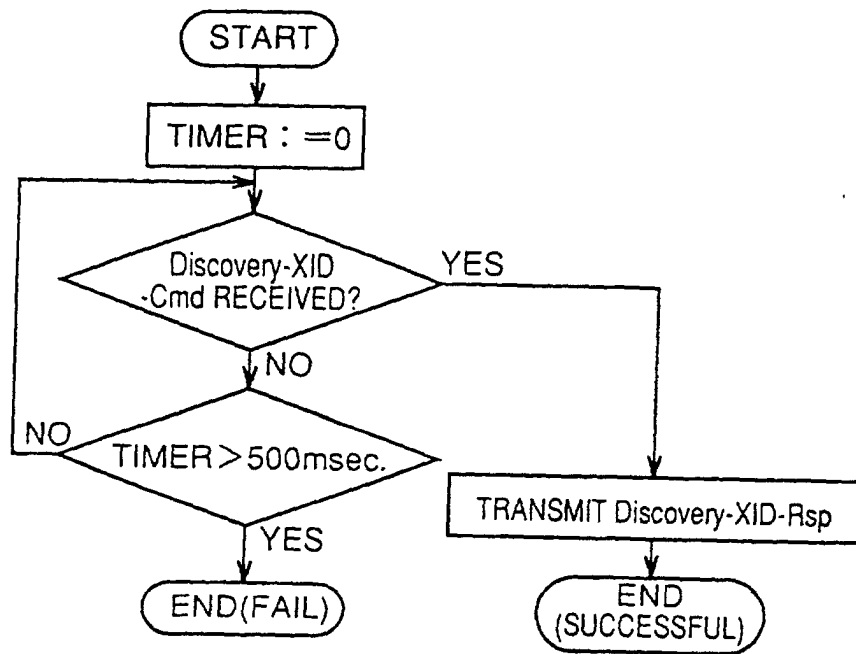 START
TIMER : =0
Discovery-XID
-Cmd RECEIVED?
YES
NO
NO
TIMER>500msec.
TRANSMIT Discovery-XID-Rsp
YES
END(FAIL)
END
(SUCCESSFUL)